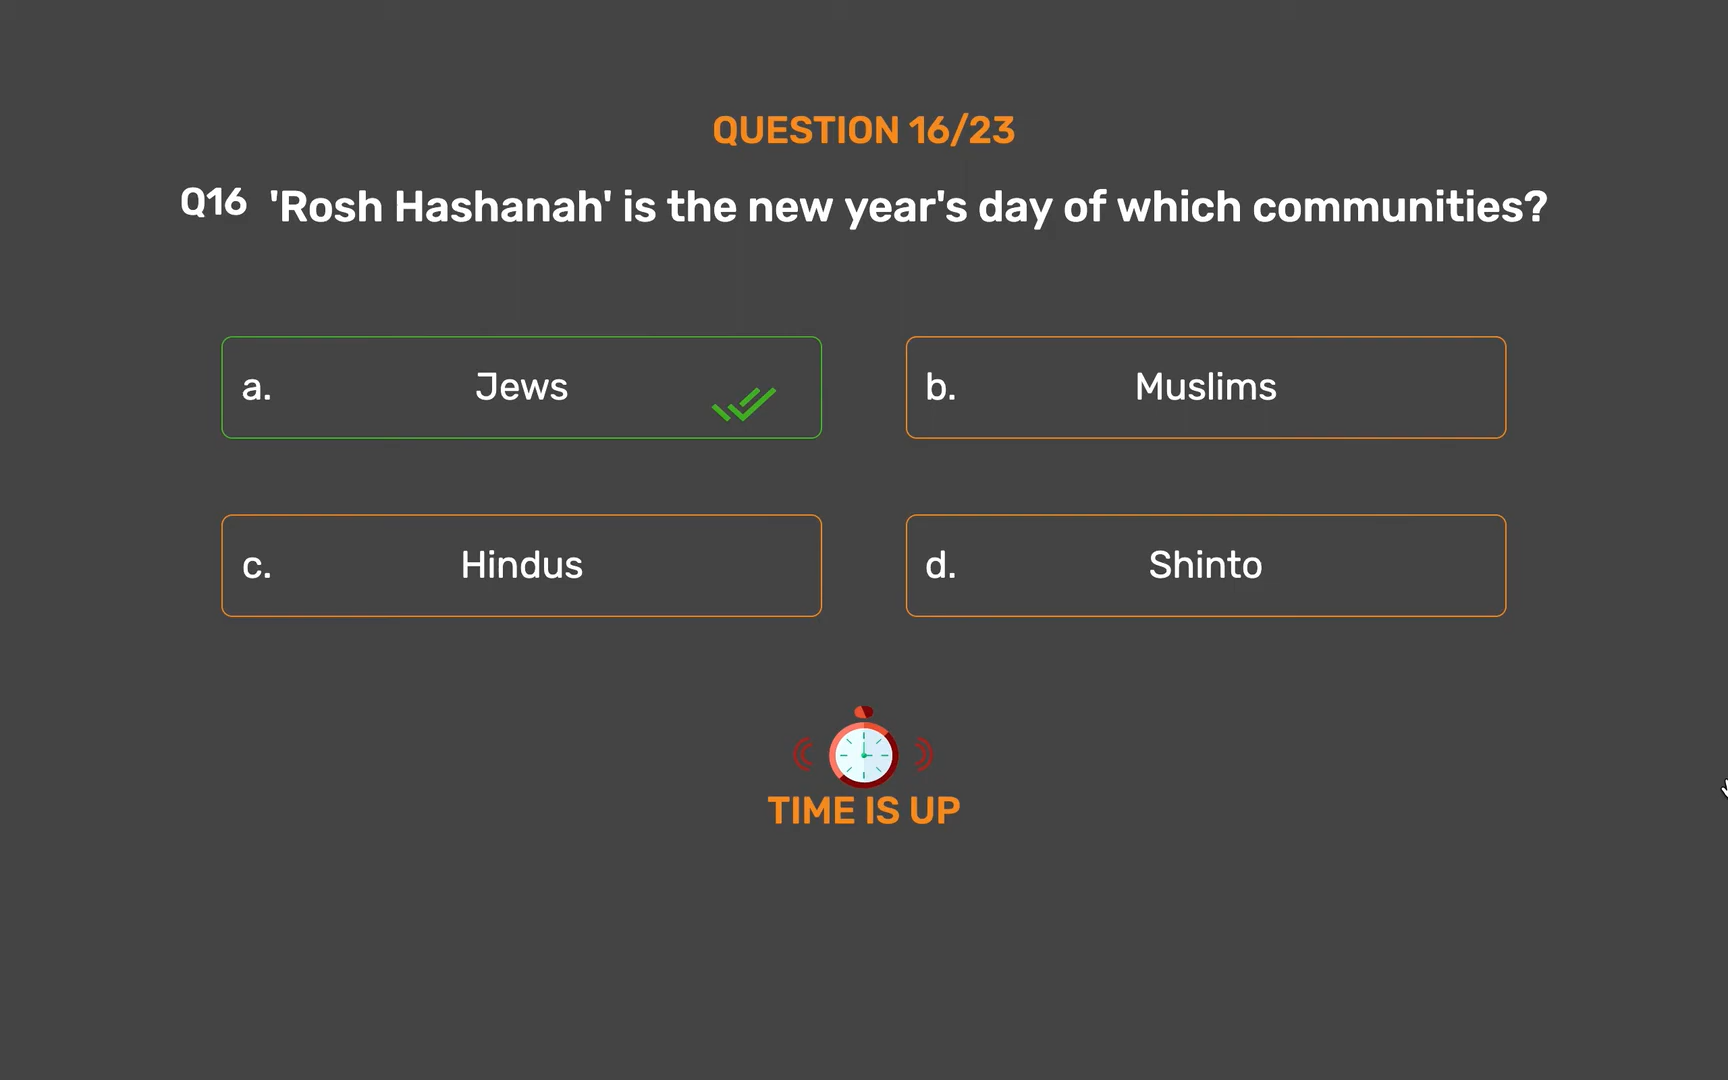 QUESTION 16/23
Q16 'Rosh Hashanah' is the new year's day of which communities?
a. Jews
b. Muslims
c. Hindus
d. Shinto
TIME IS UP